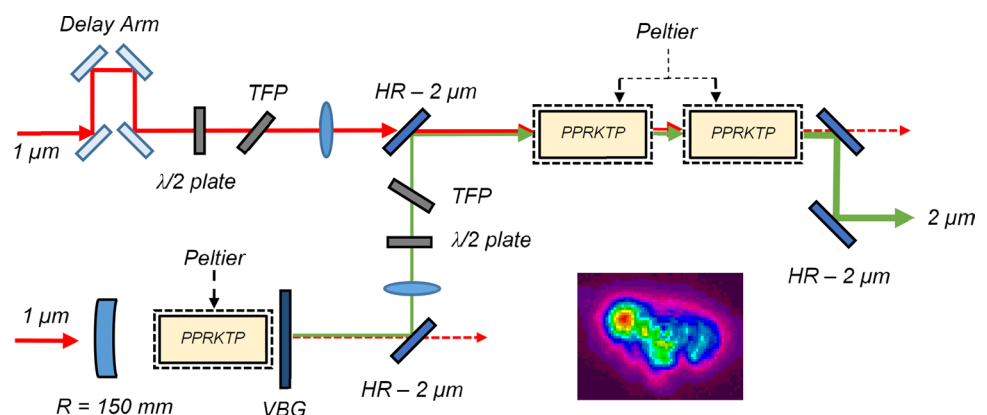 Delay Arm
Peltier
TFP
HR – 2 µm
1 µm
PPRKTP
PPRKTP
λ/2 plate
TFP
2 µm
λ/2 plate
Peltier
HR – 2 µm
1 µm
PPRKTP
HR – 2 µm
R = 150 mm
VBG